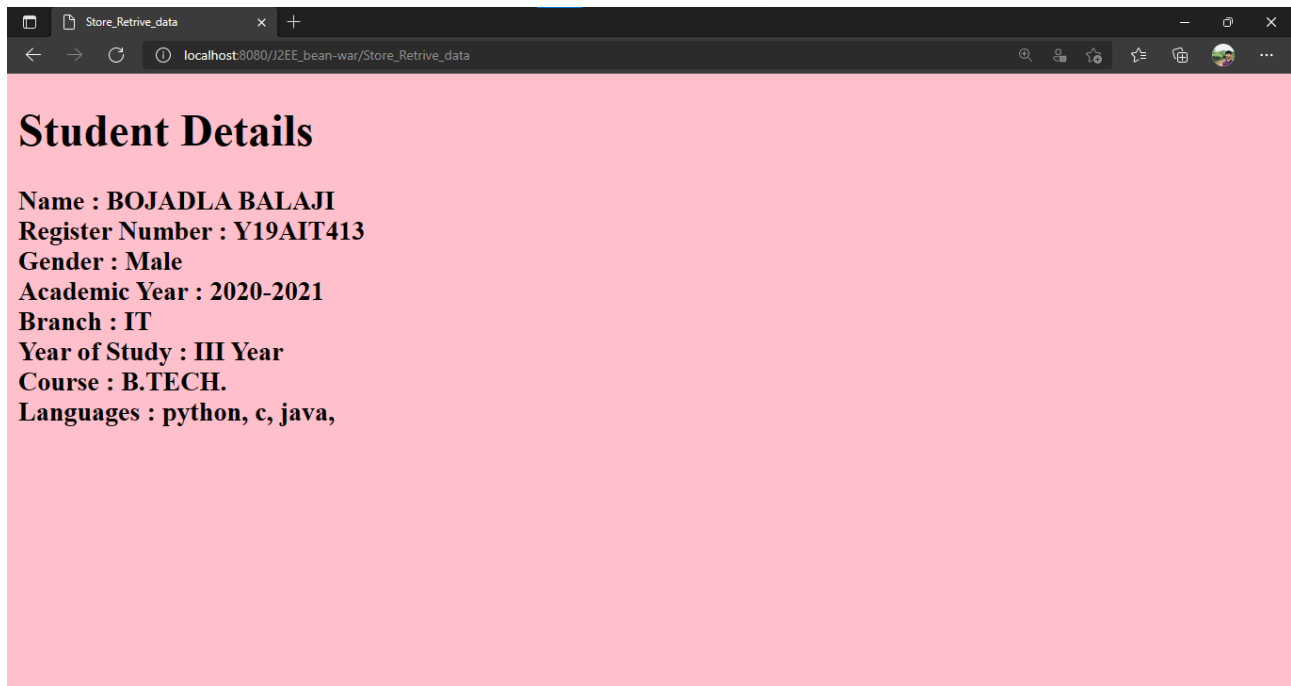 Store_Retrive_data
localhost:8080/J2EE_bean-war/Store_Retrive_data
Student Details
Name : BOJADLA BALAJI
Register Number : Y19AIT413
Gender : Male
Academic Year : 2020-2021
Branch : IT
Year of Study : III Year
Course : B.TECH.
Languages : python, c, java,